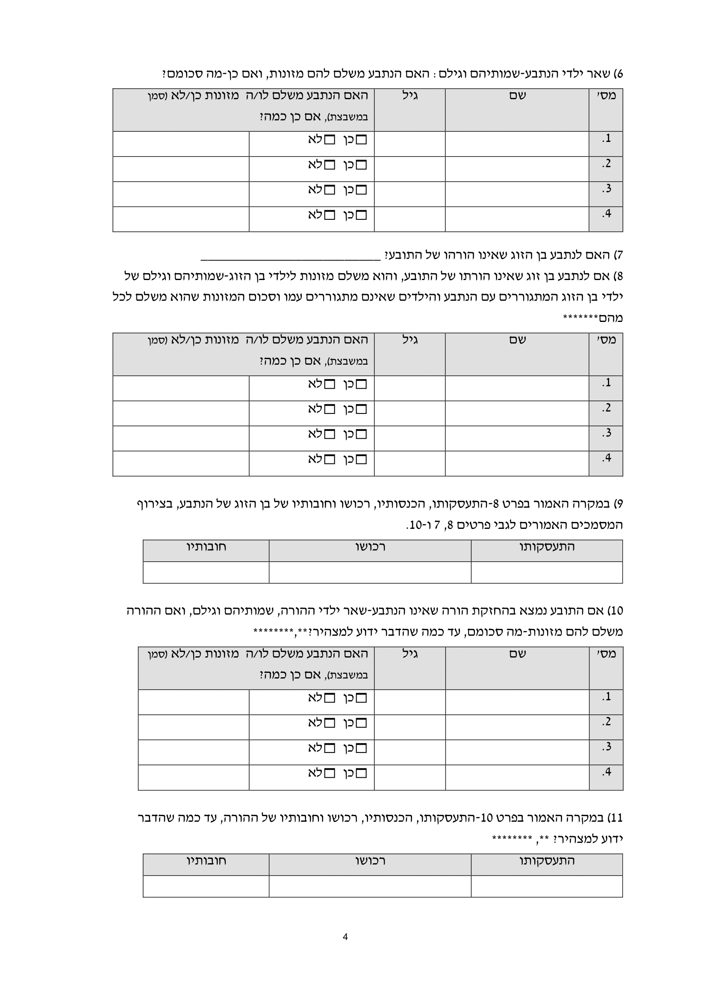 6) שאר ילדי הנתבע-שמותיהם וגילם: האם הנתבע משלם להם מזונות, ואם כן-מה סכומם?
מס' שם גיל האם הנתבע משלם לו/ה מזונות כן/לא (סמן
במשבצת), אם כן כמה?
1. ☐כן ☐לא
2. ☐כן ☐לא
3. ☐כן ☐לא
4. ☐כן ☐לא
7) האם לנתבע בן הזוג שאינו הורהו של התובע? _________________________
8) אם לנתבע בן זוג שאינו הורתו של התובע, והוא משלם מזונות לילדי בן הזוג-שמותיהם וגילם של
ילדי בן הזוג המתגוררים עם הנתבע והילדים שאינם מתגוררים עמו וסכום המזונות שהוא משלם לכל
מהם*******
מס' שם גיל האם הנתבע משלם לו/ה מזונות כן/לא (סמן
במשבצת), אם כן כמה?
1. ☐כן ☐לא
2. ☐כן ☐לא
3. ☐כן ☐לא
4. ☐כן ☐לא
9) במקרה האמור בפרט 8-התעסקותו, הכנסותיו, רכושו וחובותיו של בן הזוג של הנתבע, בצירוף
המסמכים האמורים לגבי פרטים 8, 7 ו-10.
התעסקותו רכושו חובותיו
10) אם התובע נמצא בהחזקת הורה שאינו הנתבע-שאר ילדי ההורה, שמותיהם וגילם, ואם ההורה
משלם להם מזונות-מה סכומם, עד כמה שהדבר ידוע למצהיר?**,********
מס' שם גיל האם הנתבע משלם לו/ה מזונות כן/לא (סמן
במשבצת), אם כן כמה?
1. ☐כן ☐לא
2. ☐כן ☐לא
3. ☐כן ☐לא
4. ☐כן ☐לא
11) במקרה האמור בפרט 10-התעסקותו, הכנסותיו, רכושו וחובותיו של ההורה, עד כמה שהדבר
ידוע למצהיר? **, ********
התעסקותו רכושו חובותיו
4